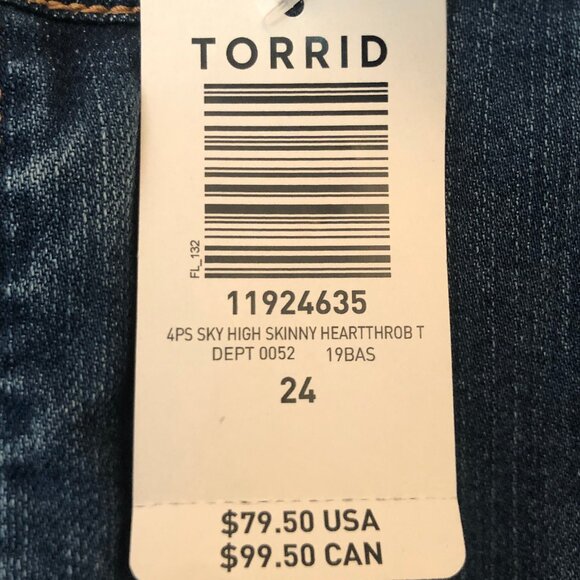 TORRID
FL_132
11924635
4PS SKY HIGH SKINNY HEARTTHROB T
DEPT 0052 19BAS
24
$79.50 USA
$99.50 CAN